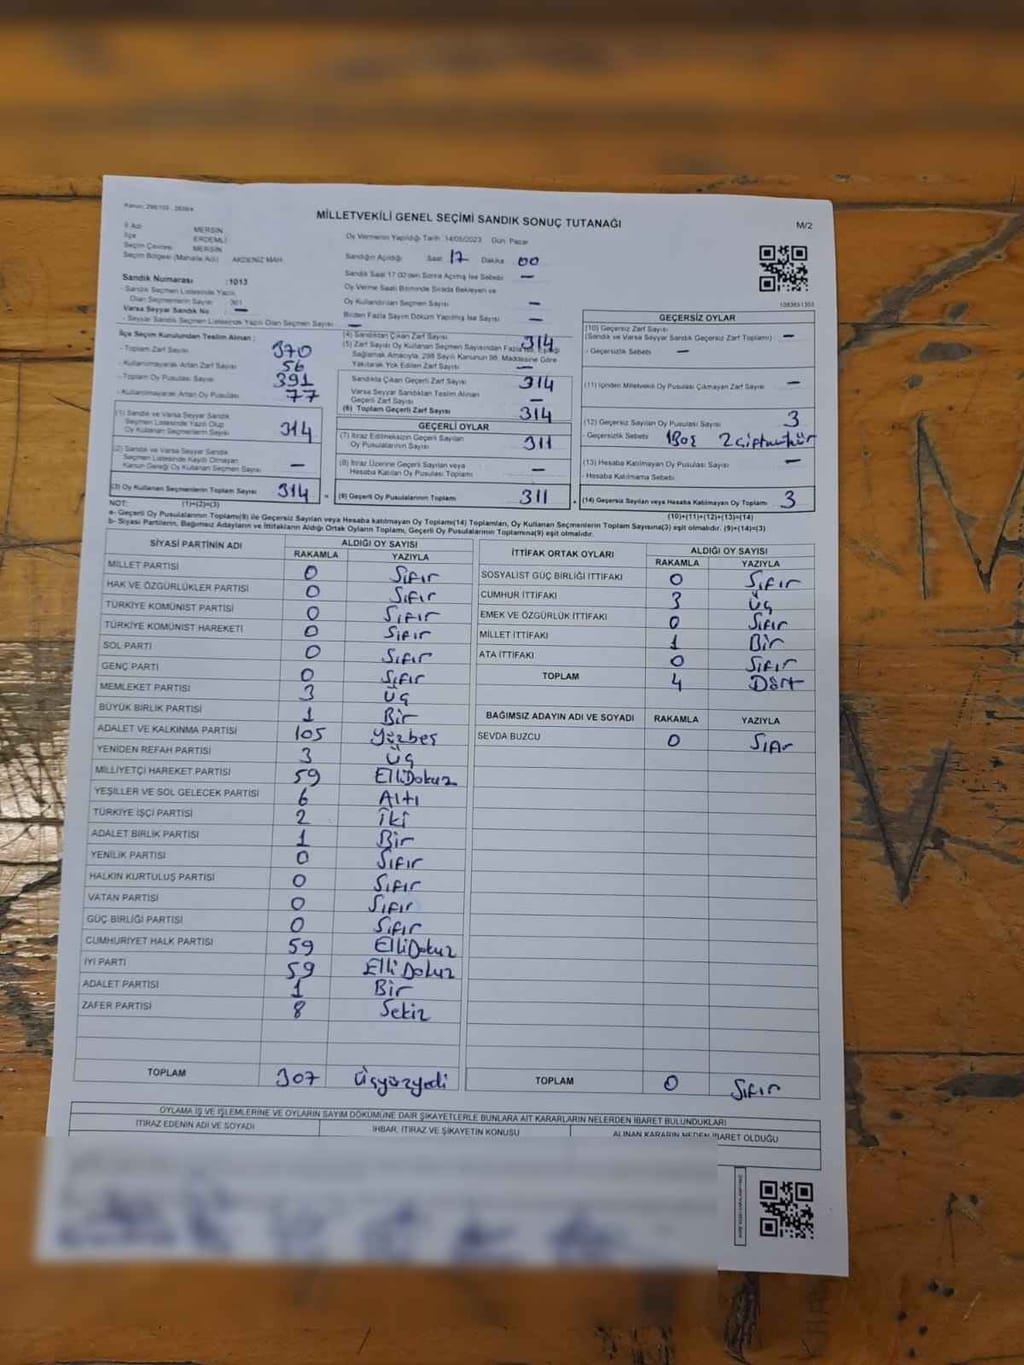 MİLLETVEKİLİ GENEL SEÇİMİ SANDIK SONUÇ TUTANAĞI
M/2
İl Adı MERSİN
İlçe ERDEMLİ
Seçim Çevresi MERSİN
Seçim Bölgesi (Mahalle Adı) AKDENİZ MAH
Oy Vermenin Yapıldığı Tarih :14/05/2023 Gün: Pazar
Sandığın Açıldığı Saat 17 Dakika 00
Sandık Saat 17.00'den Sonra Açılmış İse Sebebi —
Oy Verme Saati Bitiminde Sırada Bekleyen ve
Oy Kullandırılan Seçmen Sayısı —
Birden Fazla Sayım Döküm Yapılmış İse Sayısı —
Sandık Numarası :1013
- Sandık Seçmen Listesinde Yazılı
Olan Seçmenlerin Sayısı 361
Varsa Seyyar Sandık No —
- Seyyar Sandık Seçmen Listesinde Yazılı Olan Seçmen Sayısı —
İlçe Seçim Kurulundan Teslim Alınan :
- Toplam Zarf Sayısı 370
- Kullanılmayarak Artan Zarf Sayısı 56
- Toplam Oy Pusulası Sayısı 391
- Kullanılmayarak Artan Oy Pusulası 77
(1) Sandık ve Varsa Seyyar Sandık
Seçmen Listesinde Yazılı Olup
Oy Kullanan Seçmenlerin Sayısı 314
(2) Sandık ve Varsa Seyyar Sandık
Seçmen Listesinde Kayıtlı Olmayan
Kanun Gereği Oy Kullanan Seçmen Sayısı —
(3) Oy Kullanan Seçmenlerin Toplam Sayısı 314
(1)+(2)=(3)
(4) Sandıktan Çıkan Zarf Sayısı 314
(5) Zarf Sayısı Oy Kullanan Seçmen Sayısından Fazla İse, Eşitliği
Sağlamak Amacıyla, 298 Sayılı Kanunun 98. Maddesine Göre
Yakılarak Yok Edilen Zarf Sayısı —
Sandıkta Çıkan Geçerli Zarf Sayısı 314
Varsa Seyyar Sandıktan Teslim Alınan
Geçerli Zarf Sayısı —
(6) Toplam Geçerli Zarf Sayısı 314
GEÇERLİ OYLAR
(7) İtiraz Edilmeksizin Geçerli Sayılan
Oy Pusulalarının Sayısı 311
(8) İtiraz Üzerine Geçerli Sayılan veya
Hesaba Katılan Oy Pusulası Toplamı —
(9) Geçerli Oy Pusulalarının Toplamı 311
GEÇERSİZ OYLAR
(10) Geçersiz Zarf Sayısı
(Sandık ve Varsa Seyyar Sandık Geçersiz Zarf Toplamı) —
- Geçersizlik Sebebi —
(11) İçinden Milletvekili Oy Pusulası Çıkmayan Zarf Sayısı —
(12) Geçersiz Sayılan Oy Pusulası Sayısı 3
- Geçersizlik Sebebi 1Boş
(13) Hesaba Katılmayan Oy Pusulası Sayısı —
- Hesaba Katılmama Sebebi
(14) Geçersiz Sayılan veya Hesaba Katılmayan Oy Toplamı 3
(10)+(11)+(12)+(13)=(14)
NOT:
a- Geçerli Oy Pusulalarının Toplamı(9) ile Geçersiz Sayılan veya Hesaba katılmayan Oy Toplamı(14) Toplamları, Oy Kullanan Seçmenlerin Toplam Sayısına(3) eşit olmalıdır. (9)+(14)=(3)
b- Siyasi Partilerin, Bağımsız Adayların ve İttifakların Aldığı Ortak Oyların Toplamı, Geçerli Oy Pusulalarının Toplamına(9) eşit olmalıdır.
SİYASİ PARTİNİN ADI ALDIĞI OY SAYISI
RAKAMLA YAZIYLA
MİLLET PARTİSİ 0 Sıfır
HAK VE ÖZGÜRLÜKLER PARTİSİ 0 Sıfır
TÜRKİYE KOMÜNİST PARTİSİ 0 Sıfır
TÜRKİYE KOMÜNİST HAREKETİ 0 Sıfır
SOL PARTİ 0 Sıfır
GENÇ PARTİ 0 Sıfır
MEMLEKET PARTİSİ 3 Üç
BÜYÜK BİRLİK PARTİSİ 1 Bir
ADALET VE KALKINMA PARTİSİ 105 Yüzbeş
YENİDEN REFAH PARTİSİ 3 Üç
MİLLİYETÇİ HAREKET PARTİSİ 59 ElliDokuz
YEŞİLLER VE SOL GELECEK PARTİSİ 6 Altı
TÜRKİYE İŞÇİ PARTİSİ 2 İki
ADALET BİRLİK PARTİSİ 1 Bir
YENİLİK PARTİSİ 0 Sıfır
HALKIN KURTULUŞ PARTİSİ 0 Sıfır
VATAN PARTİSİ 0 Sıfır
GÜÇ BİRLİĞİ PARTİSİ 0 Sıfır
CUMHURİYET HALK PARTİSİ 59 ElliDokuz
İYİ PARTİ 59 Elli Dokuz
ADALET PARTİSİ 1 Bir
ZAFER PARTİSİ 8 Sekiz
TOPLAM 307 Üçyüzyedi
İTTİFAK ORTAK OYLARI ALDIĞI OY SAYISI
RAKAMLA YAZIYLA
SOSYALİST GÜÇ BİRLİĞİ İTTİFAKI 0 Sıfır
CUMHUR İTTİFAKI 3 Üç
EMEK VE ÖZGÜRLÜK İTTİFAKI 0 Sıfır
MİLLET İTTİFAKI 1 Bir
ATA İTTİFAKI 0 Sıfır
TOPLAM 4 Dört
BAĞIMSIZ ADAYIN ADI VE SOYADI RAKAMLA YAZIYLA
SEVDA BUZCU 0 Sıfır
TOPLAM 0 Sıfır
OYLAMA İŞ VE İŞLEMLERİNE VE OYLARIN SAYIM DÖKÜMÜNE DAİR ŞİKAYETLERLE BUNLARA AİT KARARLARIN NELERDEN İBARET BULUNDUKLARI
İTİRAZ EDENİN ADI VE SOYADI İHBAR, İTİRAZ VE ŞİKAYETİN KONUSU ALINAN KARARIN NEDEN İBARET OLDUĞU